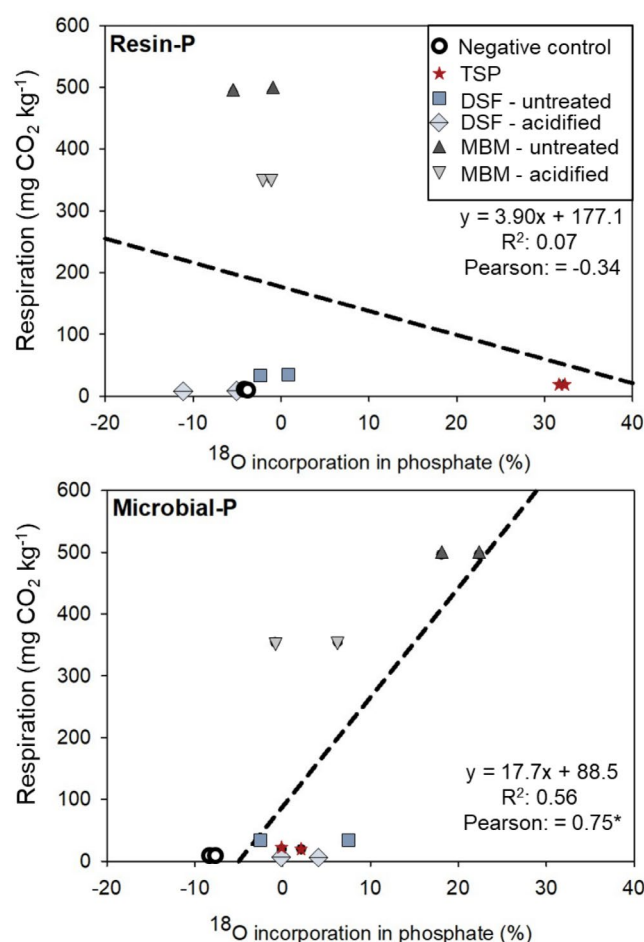 600
500
400
300
200
100
0
Respiration (mg CO₂ kg⁻¹)
Resin-P
Negative control
TSP
DSF - untreated
DSF - acidified
MBM - untreated
MBM - acidified
y = 3.90x + 177.1
R²: 0.07
Pearson: = -0.34
-20 -10 0 10 20 30 40
¹⁸O incorporation in phosphate (%)
600
500
400
300
200
100
0
Respiration (mg CO₂ kg⁻¹)
Microbial-P
y = 17.7x + 88.5
R²: 0.56
Pearson: = 0.75*
-20 -10 0 10 20 30 40
¹⁸O incorporation in phosphate (%)